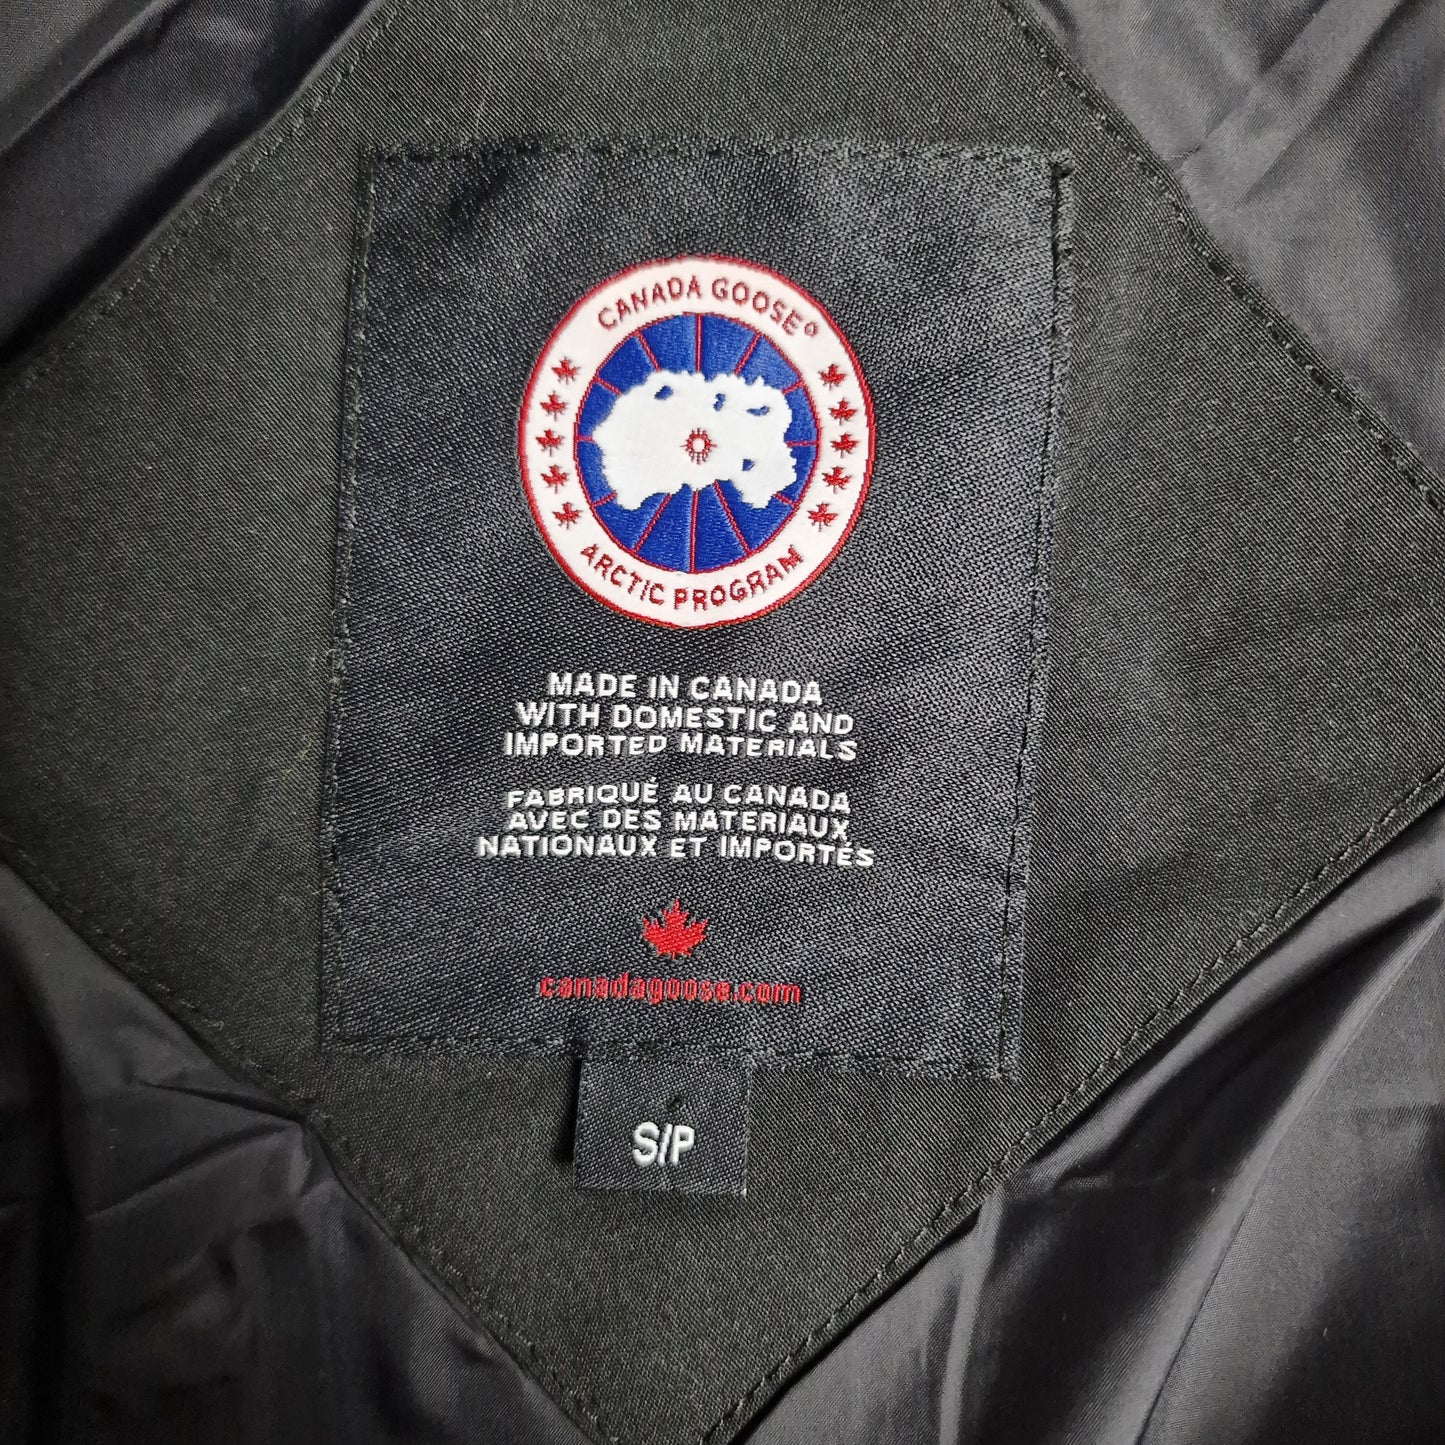 CANADA GOOSE
ARCTIC PROGRAM
MADE IN CANADA
WITH DOMESTIC AND
IMPORTED MATERIALS
FABRIQUÉ AU CANADA
AVEC DES MATERIAUX
NATIONAUX ET IMPORTÉS
canadagoose.com
S/P